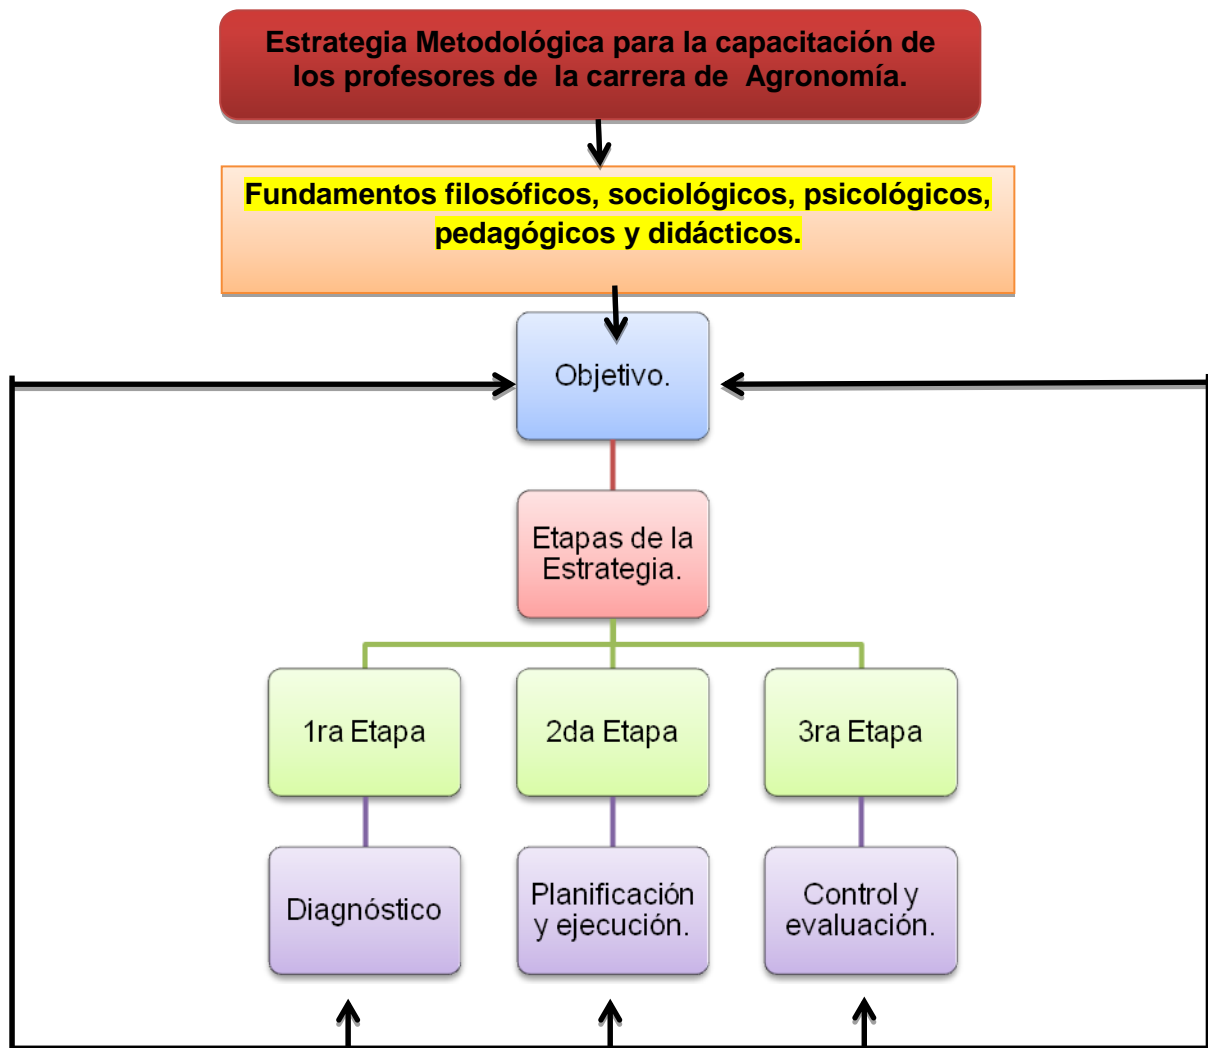 Estrategia Metodológica para la capacitación de
los profesores de la carrera de Agronomía.
Fundamentos filosóficos, sociológicos, psicológicos,
pedagógicos y didácticos.
Objetivo.
Etapas de la
Estrategia.
1ra Etapa
2da Etapa
3ra Etapa
Diagnóstico
Planificación
y ejecución.
Control y
evaluación.